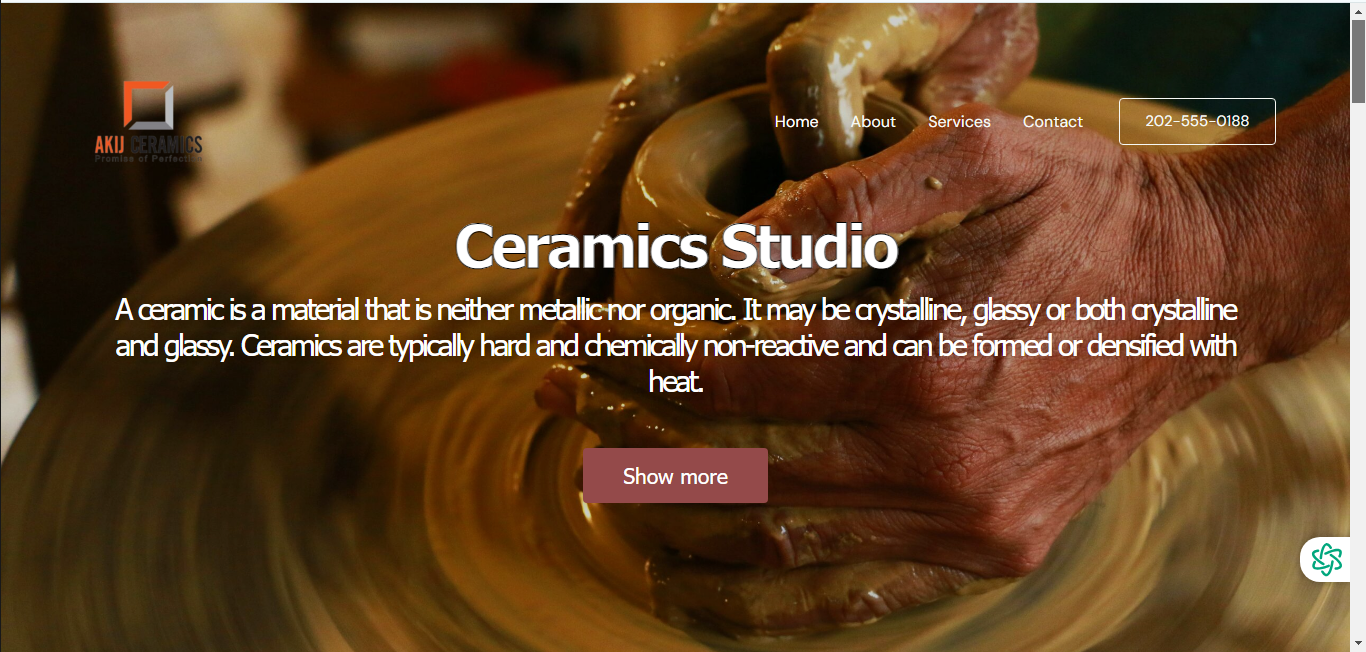 AKIJ CERAMICS
Promise of Perfection
Home
About
Services
Contact
202-555-0188
Ceramics Studio
A ceramic is a material that is neither metallic nor organic. It may be crystalline, glassy or both crystalline
and glassy. Ceramics are typically hard and chemically non-reactive and can be formed or densified with
heat.
Show more